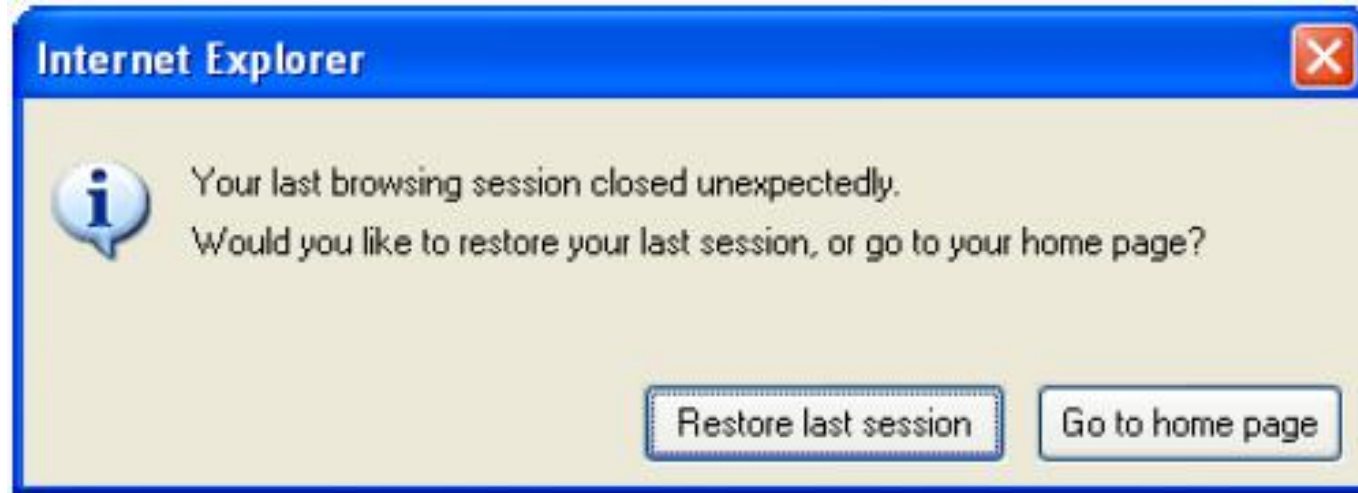 Internet Explorer
Your last browsing session closed unexpectedly.
Would you like to restore your last session, or go to your home page?
Restore last session
Go to home page